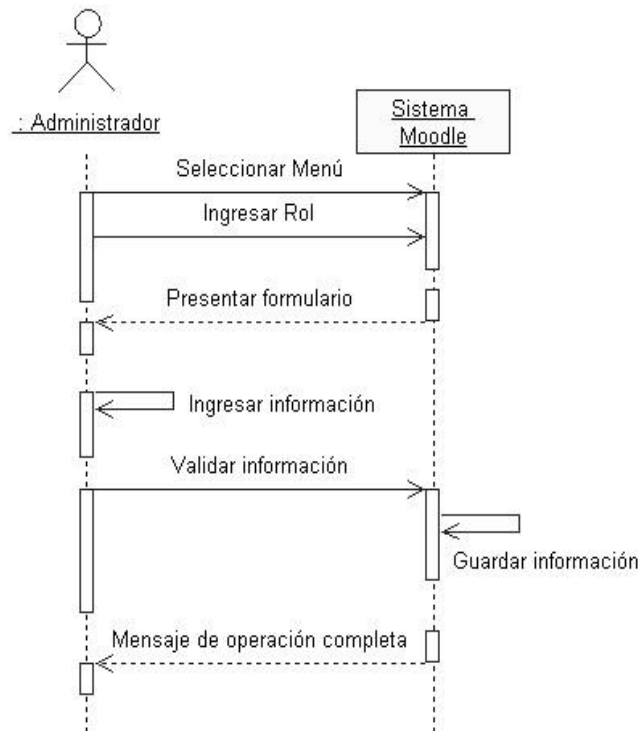 : Administrador
Sistema
Moodle
Seleccionar Menú
Ingresar Rol
Presentar formulario
Ingresar información
Validar información
Guardar información
Mensaje de operación completa